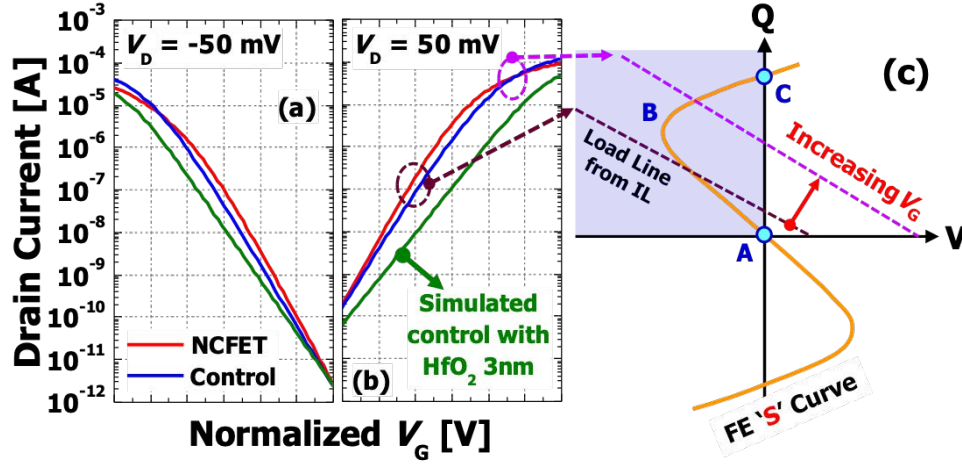 Drain Current [A]
10⁻³
10⁻⁴
10⁻⁵
10⁻⁶
10⁻⁷
10⁻⁸
10⁻⁹
10⁻¹⁰
10⁻¹¹
10⁻¹²
V_D = -50 mV
(a)
NCFET
Control
V_D = 50 mV
Simulated
control with
HfO₂ 3nm
(b)
Normalized V_G [V]
Q
(c)
C
B
Load Line
from IL
Increasing V_G
A
V
FE ‘S’ Curve